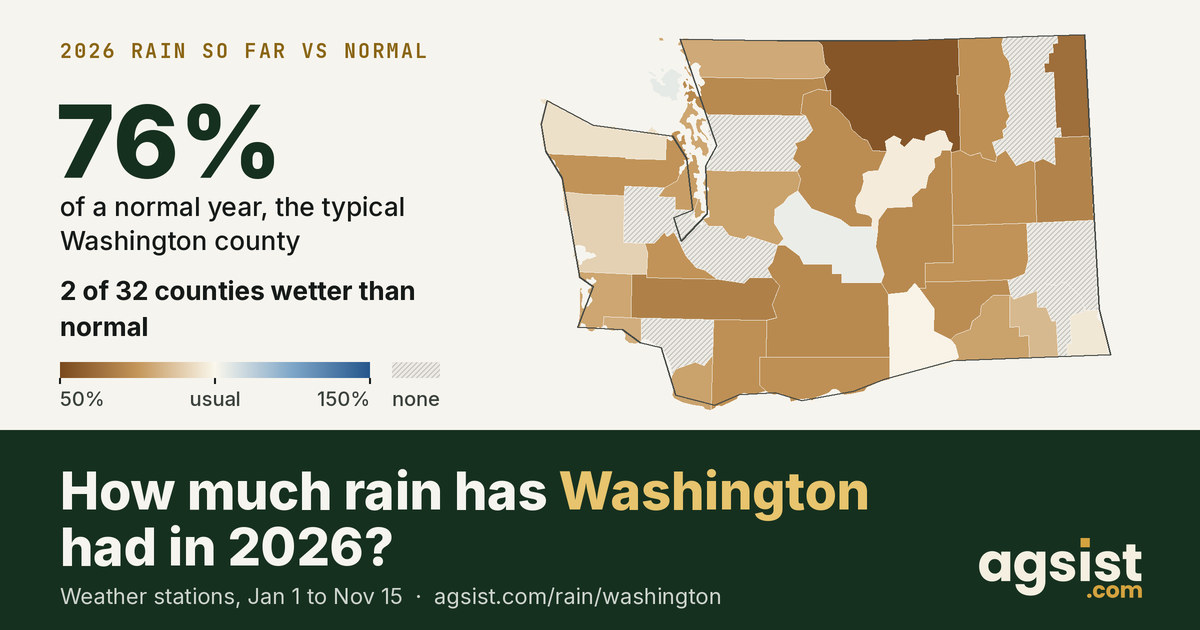 2026 RAIN SO FAR VS NORMAL
76%
of a normal year, the typical
Washington county
2 of 32 counties wetter than
normal
50% usual 150% none
How much rain has Washington
had in 2026?
Weather stations, Jan 1 to Nov 15 · agsist.com/rain/washington
agsist
.com